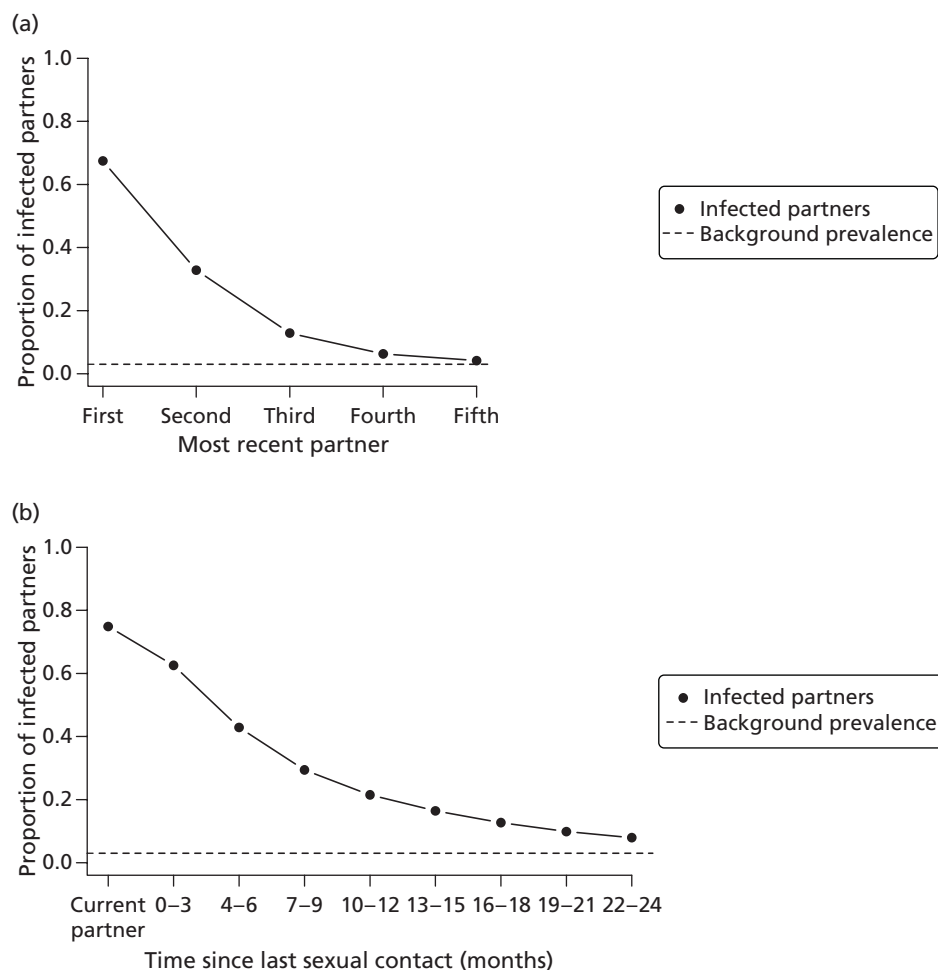 (a)
Proportion of infected partners
1.0
0.8
0.6
0.4
0.2
0.0
First Second Third Fourth Fifth
Most recent partner
Infected partners
Background prevalence
(b)
Proportion of infected partners
1.0
0.8
0.6
0.4
0.2
0.0
Current 0–3 4–6 7–9 10–12 13–15 16–18 19–21 22–24
partner
Time since last sexual contact (months)
Infected partners
Background prevalence